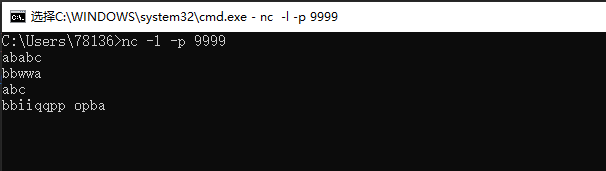 选择C:\WINDOWS\system32\cmd.exe - nc -l -p 9999
C:\Users\78136>nc -l -p 9999
ababc
bbwwa
abc
bbiiqqpp opba